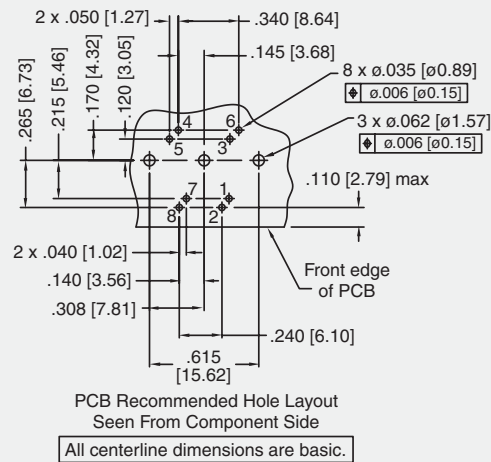 2 x .050 [1.27]
.340 [8.64]
.145 [3.68]
.265 [6.73]
.215 [5.46]
.170 [4.32]
.120 [3.05]
8 x ø.035 [ø0.89]
⌖ ø.006 [ø0.15]
3 x ø.062 [ø1.57]
⌖ ø.006 [ø0.15]
4 6
5 3
.110 [2.79] max
7 1
8 2
2 x .040 [1.02]
.140 [3.56]
.308 [7.81]
Front edge
of PCB
.240 [6.10]
.615
[15.62]
PCB Recommended Hole Layout
Seen From Component Side
All centerline dimensions are basic.